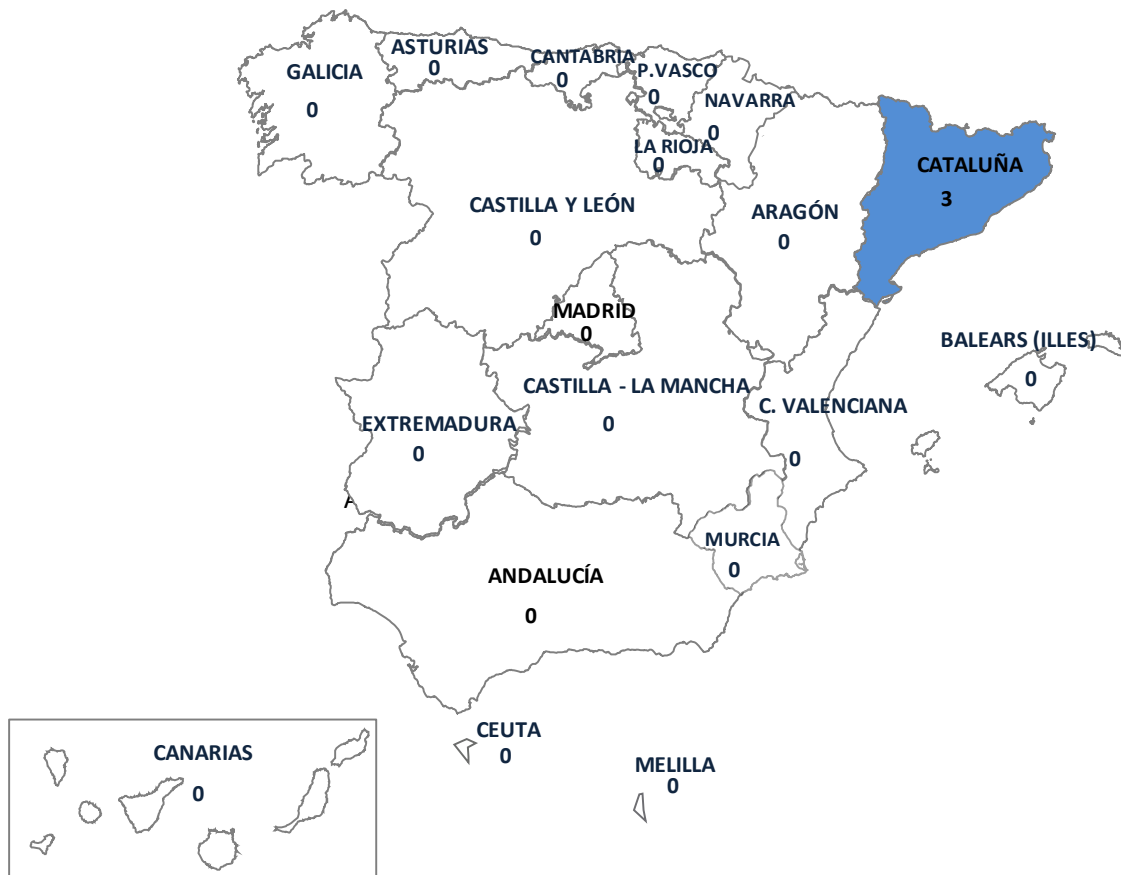 ASTURIAS
0
CANTABRIA
0
P.VASCO
0
GALICIA
0
NAVARRA
0
LA RIOJA
0
CATALUÑA
3
CASTILLA Y LEÓN
0
ARAGÓN
0
MADRID
0
BALEARS (ILLES)
0
CASTILLA - LA MANCHA
0
C. VALENCIANA
0
EXTREMADURA
0
MURCIA
0
ANDALUCÍA
0
CEUTA
0
CANARIAS
0
MELILLA
0